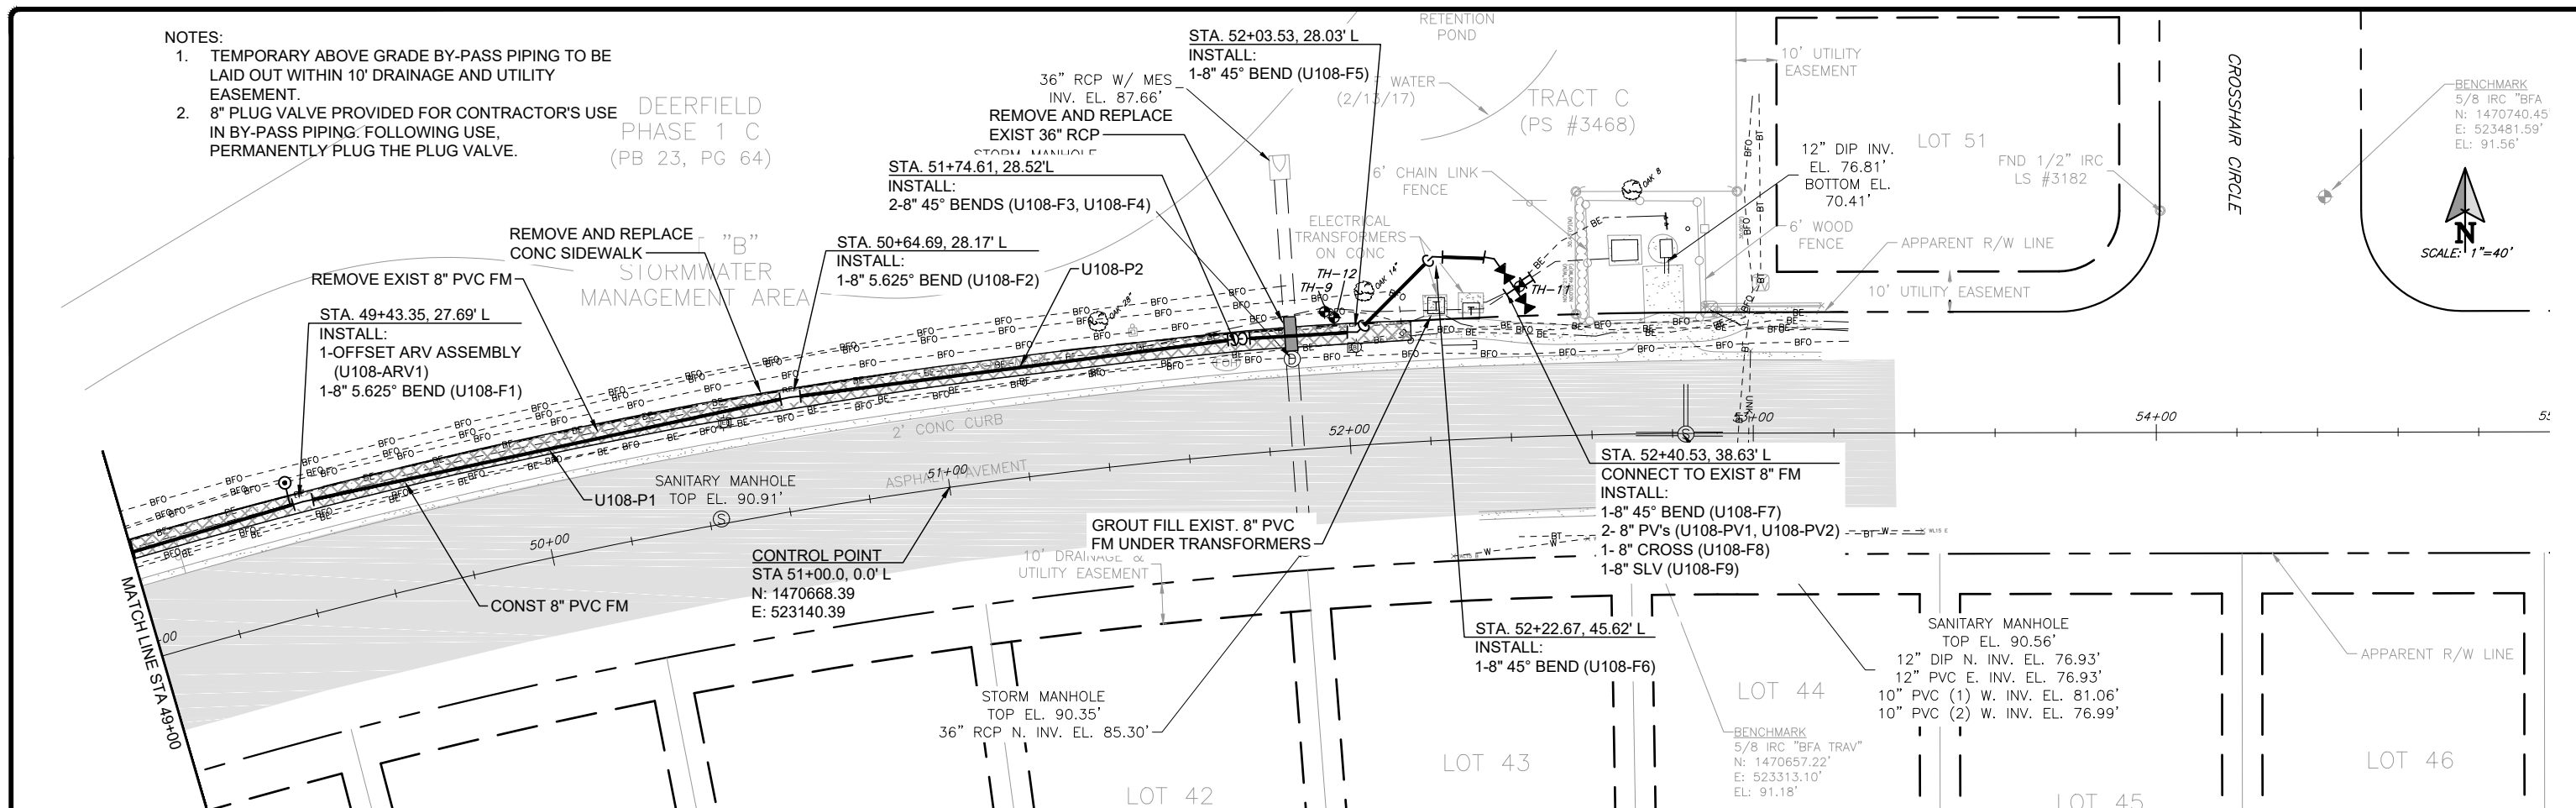 NOTES:
1. TEMPORARY ABOVE GRADE BY-PASS PIPING TO BE
LAID OUT WITHIN 10' DRAINAGE AND UTILITY
EASEMENT.
2. 8" PLUG VALVE PROVIDED FOR CONTRACTOR'S USE
IN BY-PASS PIPING. FOLLOWING USE,
PERMANENTLY PLUG THE PLUG VALVE.
DEERFIELD
PHASE 1 C
(PB 23, PG 64)
36" RCP W/ MES
INV. EL. 87.66'
REMOVE AND REPLACE
EXIST 36" RCP
STORM MANHOLE
STA. 52+03.53, 28.03' L
INSTALL:
1-8" 45° BEND (U108-F5)
WATER
(2/13/17)
RETENTION
POND
TRACT C
(PS #3468)
10' UTILITY
EASEMENT
LOT 51
CROSSHAIR CIRCLE
BENCHMARK
5/8 IRC "BFA
N: 1470740.45
E: 523481.59'
EL: 91.56'
N
SCALE: 1"=40'
FND 1/2" IRC
LS #3182
12" DIP INV.
EL. 76.81'
BOTTOM EL.
70.41'
6' WOOD
FENCE
APPARENT R/W LINE
10' UTILITY EASEMENT
6' CHAIN LINK
FENCE
OAK 8
ELECTRICAL
TRANSFORMERS
ON CONC
STA. 51+74.61, 28.52'L
INSTALL:
2-8" 45° BENDS (U108-F3, U108-F4)
REMOVE AND REPLACE
CONC SIDEWALK
"B"
STORMWATER
MANAGEMENT AREA
STA. 50+64.69, 28.17' L
INSTALL:
1-8" 5.625° BEND (U108-F2)
U108-P2
REMOVE EXIST 8" PVC FM
STA. 49+43.35, 27.69' L
INSTALL:
1-OFFSET ARV ASSEMBLY
(U108-ARV1)
1-8" 5.625° BEND (U108-F1)
TH-12
TH-9
OAK 14"
TH-11
OAK 28"
BFO
BE
BT
2' CONC CURB
ASPHALT PAVEMENT
50+00
51+00
52+00
53+00
54+00
SANITARY MANHOLE
TOP EL. 90.91'
S
U108-P1
CONST 8" PVC FM
MATCH LINE STA 49+00
CONTROL POINT
STA 51+00.0, 0.0' L
N: 1470668.39
E: 523140.39
GROUT FILL EXIST. 8" PVC
FM UNDER TRANSFORMERS
10' DRAINAGE &
UTILITY EASEMENT
STA. 52+40.53, 38.63' L
CONNECT TO EXIST 8" FM
INSTALL:
1-8" 45° BEND (U108-F7)
2- 8" PV's (U108-PV1, U108-PV2)
1- 8" CROSS (U108-F8)
1-8" SLV (U108-F9)
STA. 52+22.67, 45.62' L
INSTALL:
1-8" 45° BEND (U108-F6)
STORM MANHOLE
TOP EL. 90.35'
36" RCP N. INV. EL. 85.30'
SANITARY MANHOLE
TOP EL. 90.56'
12" DIP N. INV. EL. 76.93'
12" PVC E. INV. EL. 76.93'
10" PVC (1) W. INV. EL. 81.06'
10" PVC (2) W. INV. EL. 76.99'
APPARENT R/W LINE
BENCHMARK
5/8 IRC "BFA TRAV"
N: 1470657.22'
E: 523313.10'
EL: 91.18'
LOT 42
LOT 43
LOT 44
LOT 45
LOT 46